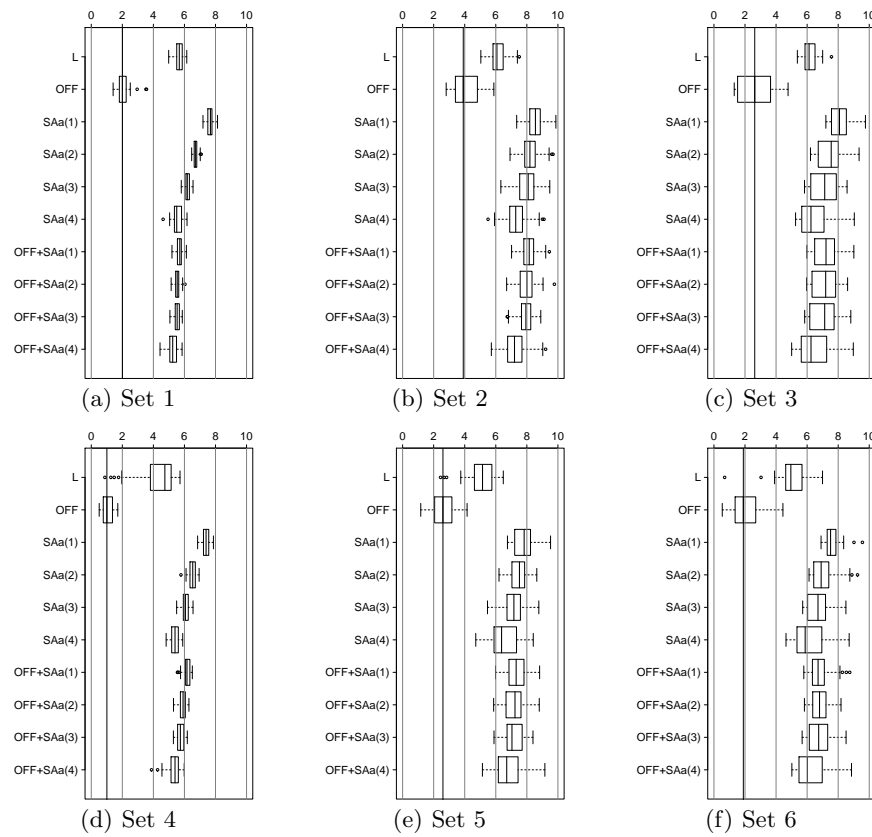 0 2 4 6 8 10
L
OFF
SAa(1)
SAa(2)
SAa(3)
SAa(4)
OFF+SAa(1)
OFF+SAa(2)
OFF+SAa(3)
OFF+SAa(4)
(a) Set 1
0 2 4 6 8 10
L
OFF
SAa(1)
SAa(2)
SAa(3)
SAa(4)
OFF+SAa(1)
OFF+SAa(2)
OFF+SAa(3)
OFF+SAa(4)
(b) Set 2
0 2 4 6 8 10
L
OFF
SAa(1)
SAa(2)
SAa(3)
SAa(4)
OFF+SAa(1)
OFF+SAa(2)
OFF+SAa(3)
OFF+SAa(4)
(c) Set 3
0 2 4 6 8 10
L
OFF
SAa(1)
SAa(2)
SAa(3)
SAa(4)
OFF+SAa(1)
OFF+SAa(2)
OFF+SAa(3)
OFF+SAa(4)
(d) Set 4
0 2 4 6 8 10
L
OFF
SAa(1)
SAa(2)
SAa(3)
SAa(4)
OFF+SAa(1)
OFF+SAa(2)
OFF+SAa(3)
OFF+SAa(4)
(e) Set 5
0 2 4 6 8 10
L
OFF
SAa(1)
SAa(2)
SAa(3)
SAa(4)
OFF+SAa(1)
OFF+SAa(2)
OFF+SAa(3)
OFF+SAa(4)
(f) Set 6